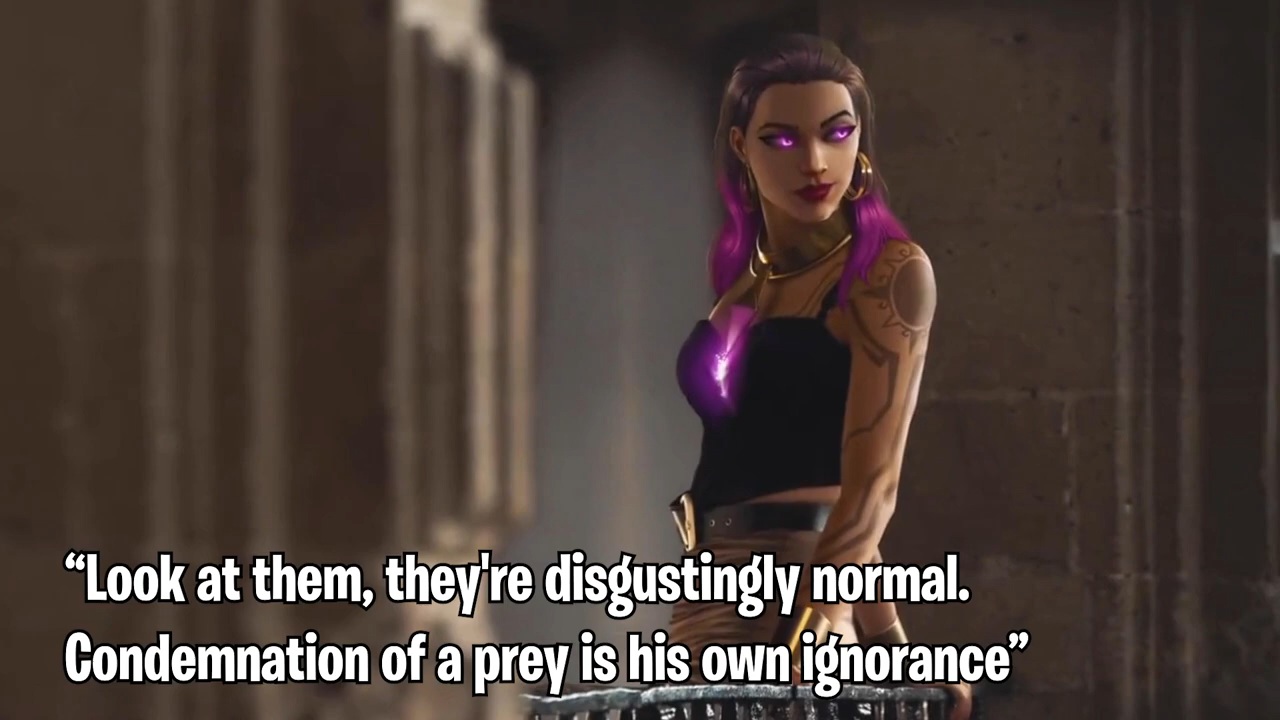 “Look at them, they're disgustingly normal.
Condemnation of a prey is his own ignorance”